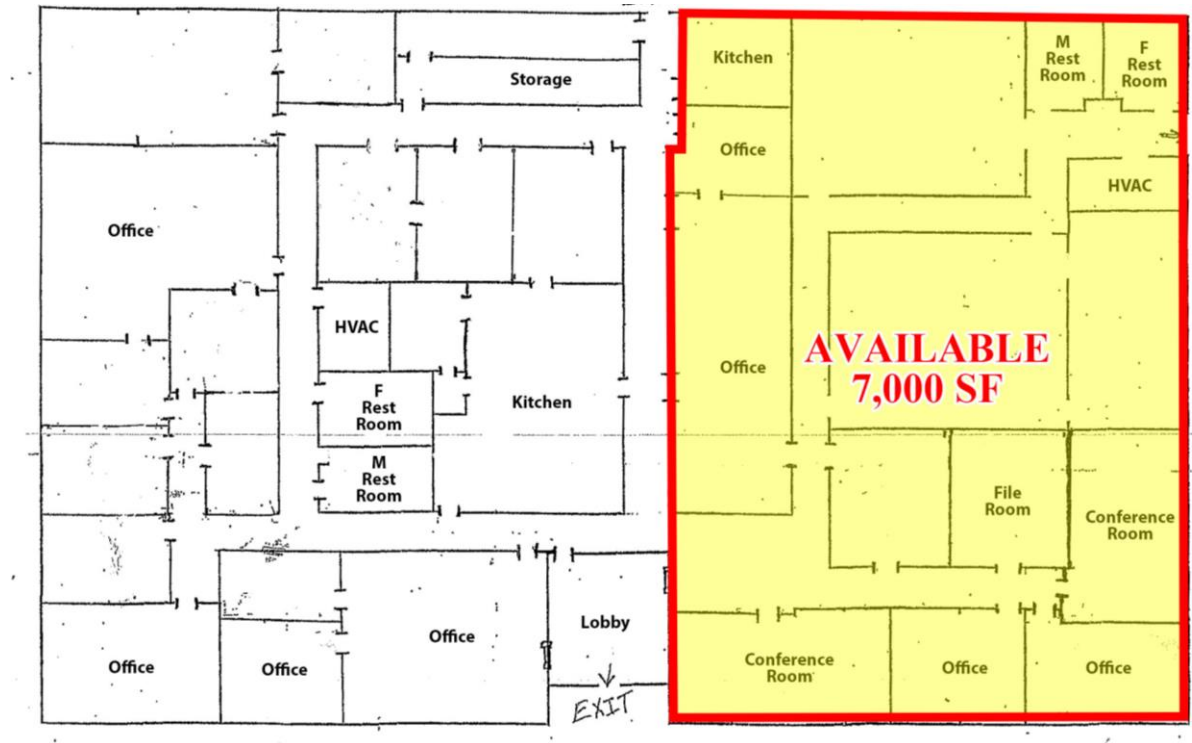 Storage
Office
HVAC
F
Rest
Room
M
Rest
Room
Kitchen
Office
Office
Office
Lobby
EXIT
Kitchen
Office
M
Rest
Room
F
Rest
Room
HVAC
Office
AVAILABLE
7,000 SF
File
Room
Conference
Room
Conference
Room
Office
Office